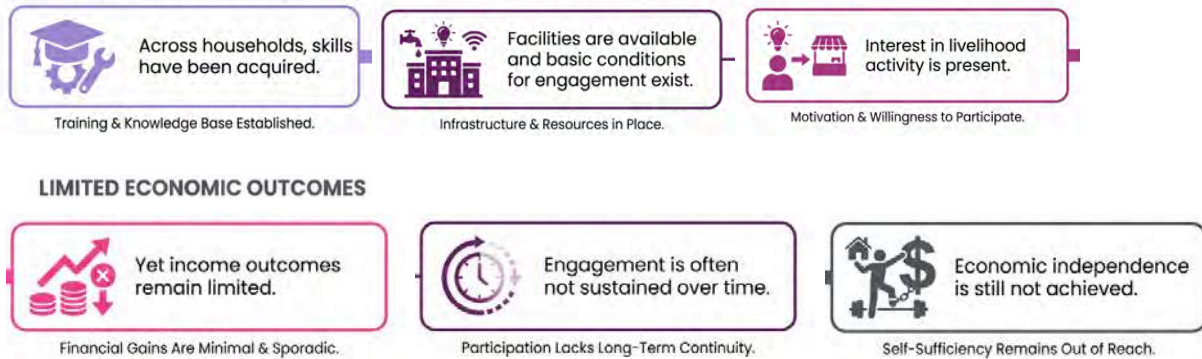 Across households, skills
have been acquired.
Facilities are available
and basic conditions
for engagement exist.
Interest in livelihood
activity is present.
Training & Knowledge Base Established.
Infrastructure & Resources in Place.
Motivation & Willingness to Participate.
LIMITED ECONOMIC OUTCOMES
Yet income outcomes
remain limited.
Engagement is often
not sustained over time.
Economic independence
is still not achieved.
Financial Gains Are Minimal & Sporadic.
Participation Lacks Long-Term Continuity.
Self-Sufficiency Remains Out of Reach.